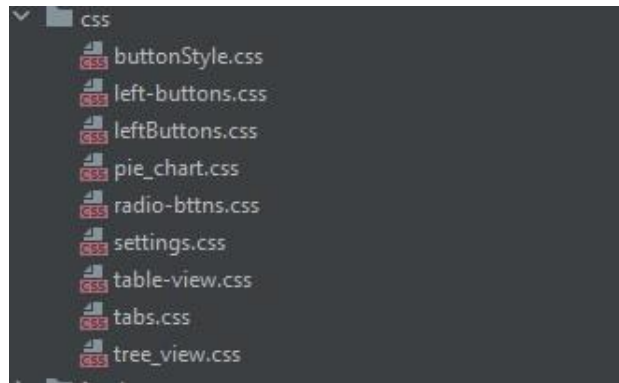 css
buttonStyle.css
left-buttons.css
leftButtons.css
pie_chart.css
radio-bttns.css
settings.css
table-view.css
tabs.css
tree_view.css